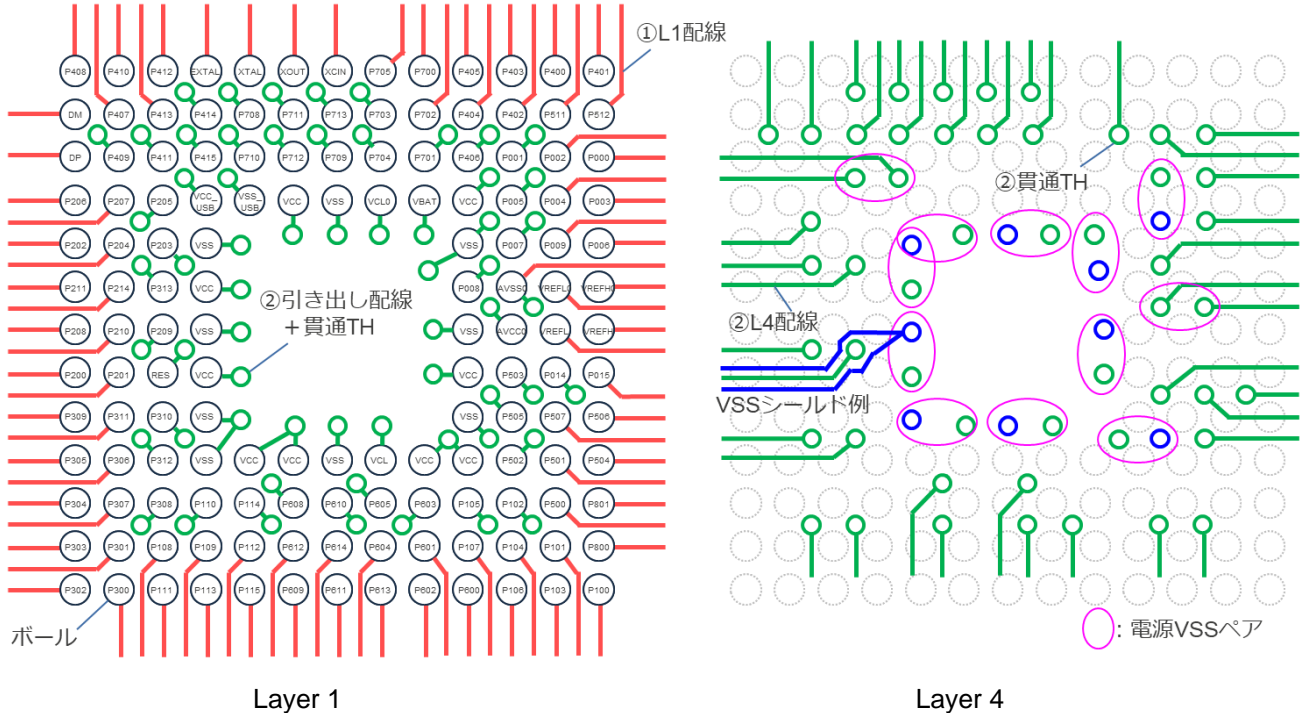 ①L1配線
P408 P410 P412 EXTAL XTAL XOUT XCIN P705 P700 P405 P403 P400 P401
DM P407 P413 P414 P708 P711 P713 P703 P702 P404 P402 P511 P512
DP P409 P411 P415 P710 P712 P709 P704 P701 P406 P001 P002 P000
P206 P207 P205 VCC_USB VSS_USB VCC VSS VCL0 VBAT VCC P005 P004 P003
P202 P204 P203 VSS VSS P007 P009 P006
P211 P214 P313 VCC P008 AVSS0 VREFL0 VREFH0
P208 P210 P209 VSS VSS AVCC0 VREFL VREFH
P200 P201 RES VCC VCC P503 P014 P015
P309 P311 P310 VSS VSS P505 P507 P506
P305 P306 P312 VSS VCC VCC VSS VCL VCC VCC P502 P501 P504
P304 P307 P308 P110 P114 P608 P610 P605 P603 P105 P102 P500 P801
P303 P301 P108 P109 P112 P612 P614 P604 P601 P107 P104 P101 P800
P302 P300 P111 P113 P115 P609 P611 P613 P602 P600 P106 P103 P100
②引き出し配線
＋貫通TH
ボール
Layer 1
②貫通TH
②L4配線
VSSシールド例
: 電源VSSペア
Layer 4